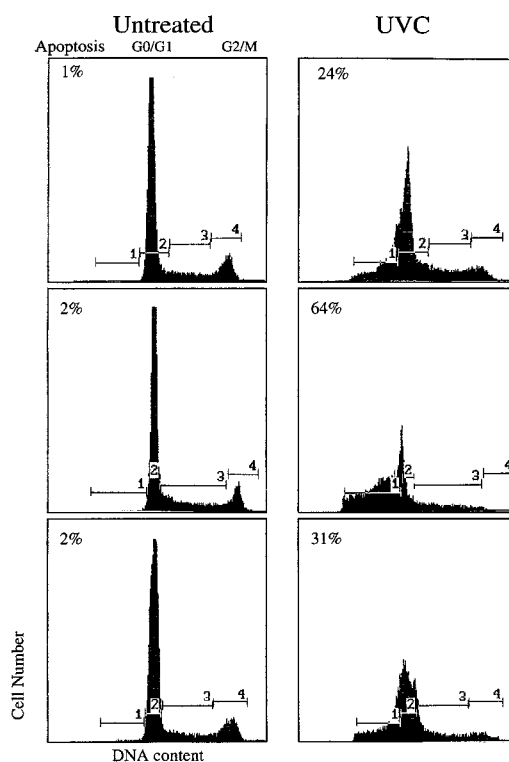 Untreated UVC
Apoptosis G0/G1 G2/M
1% 24%
1 2 3 4 1 2 3 4
2% 64%
1 2 3 4 1 2 3 4
2% 31%
1 2 3 4 1 2 3 4
Cell Number
DNA content